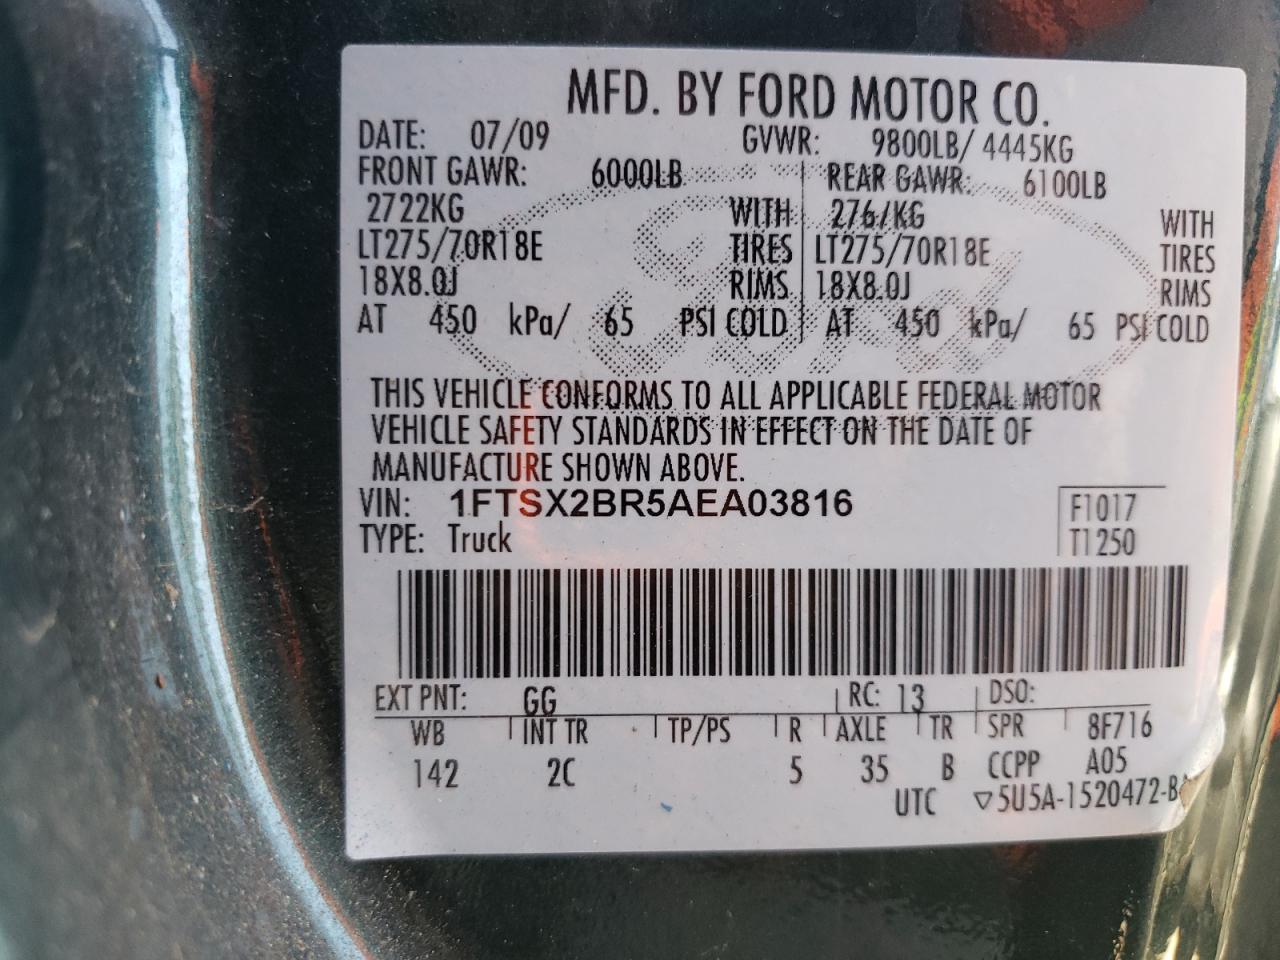 MFD. BY FORD MOTOR CO.
DATE: 07/09 GVWR: 9800LB/ 4445KG
FRONT GAWR: 6000LB REAR GAWR: 6100LB
2722KG WITH 276/KG WITH
LT275/70R18E TIRES LT275/70R18E TIRES
18X8.0J RIMS 18X8.0J RIMS
AT 450 kPa/ 65 PSI COLD AT 450 kPa/ 65 PSI COLD
THIS VEHICLE CONFORMS TO ALL APPLICABLE FEDERAL MOTOR
VEHICLE SAFETY STANDARDS IN EFFECT ON THE DATE OF
MANUFACTURE SHOWN ABOVE.
VIN: 1FTSX2BR5AEA03816 F1017
TYPE: Truck T1250
EXT PNT: GG RC: 13 DSO:
WB INT TR TP/PS R AXLE TR SPR 8F716
142 2C 5 35 B CCPP A05
UTC ▽5U5A-1520472-B